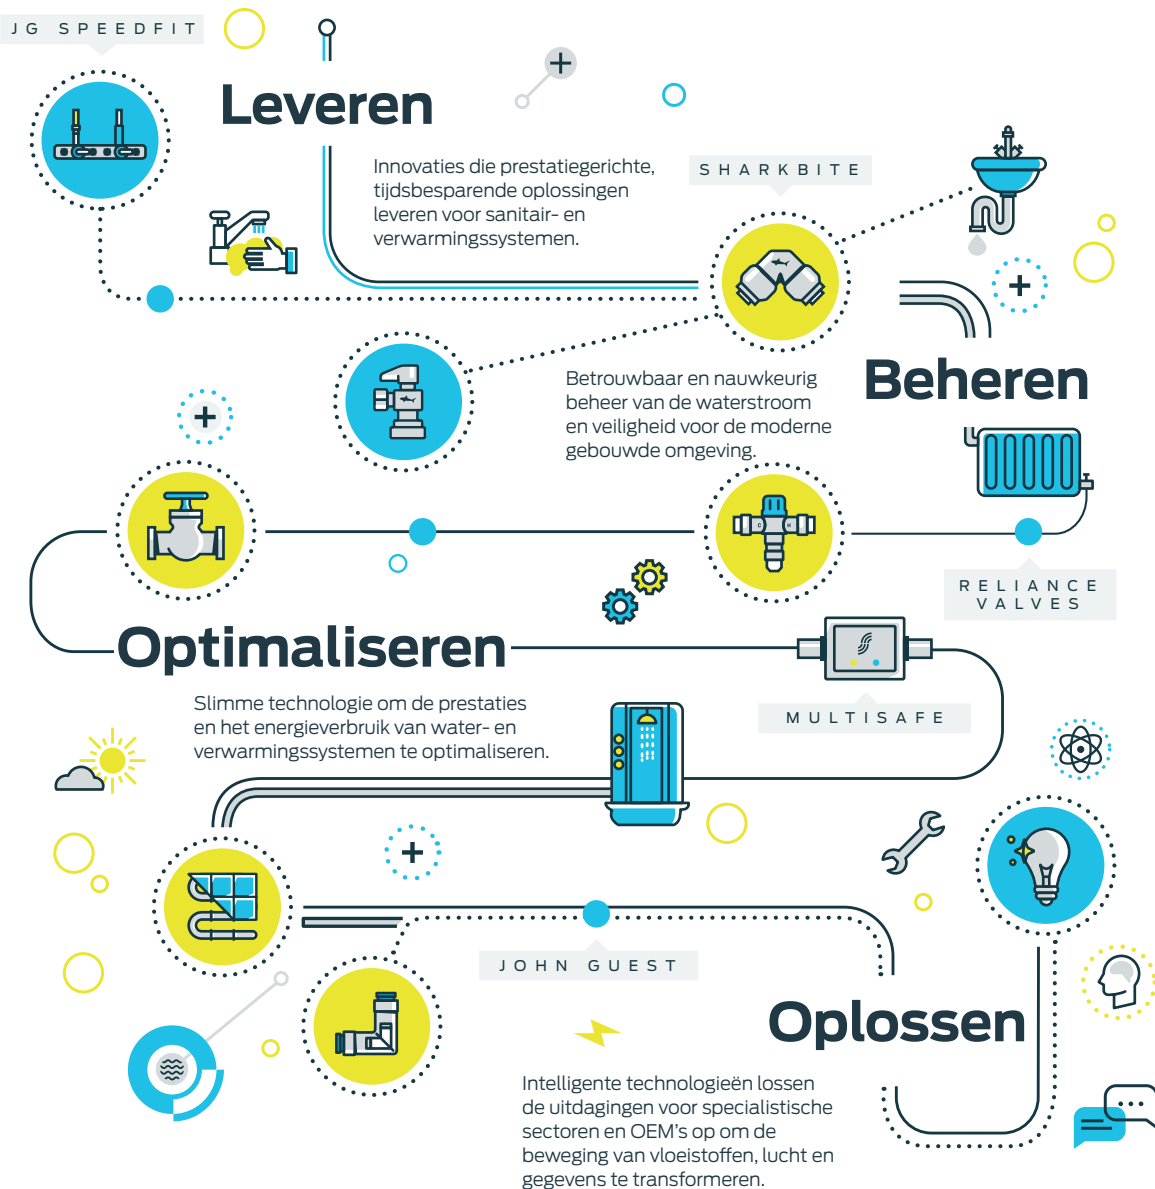 JG SPEEDFIT
Leveren
Innovaties die prestatiegerichte,
tijdsbesparende oplossingen
leveren voor sanitair- en
verwarmingssystemen.
SHARKBITE
Beheren
Betrouwbaar en nauwkeurig
beheer van de waterstroom
en veiligheid voor de moderne
gebouwde omgeving.
C H
RELIANCE
VALVES
Optimaliseren
Slimme technologie om de prestaties
en het energieverbruik van water- en
verwarmingssystemen te optimaliseren.
MULTISAFE
JOHN GUEST
Oplossen
Intelligente technologieën lossen
de uitdagingen voor specialistische
sectoren en OEM’s op om de
beweging van vloeistoffen, lucht en
gegevens te transformeren.